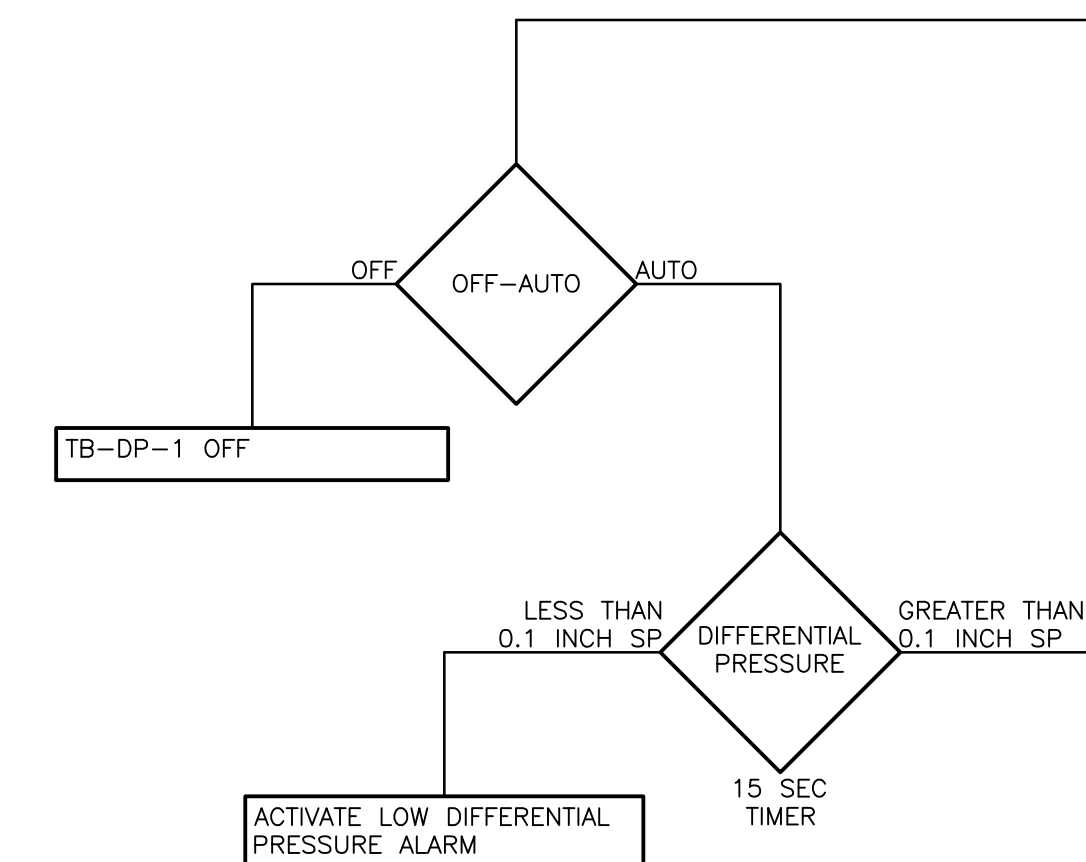 OFF
OFF-AUTO
AUTO
TB-DP-1 OFF
LESS THAN
0.1 INCH SP
DIFFERENTIAL
PRESSURE
GREATER THAN
0.1 INCH SP
15 SEC
TIMER
ACTIVATE LOW DIFFERENTIAL
PRESSURE ALARM